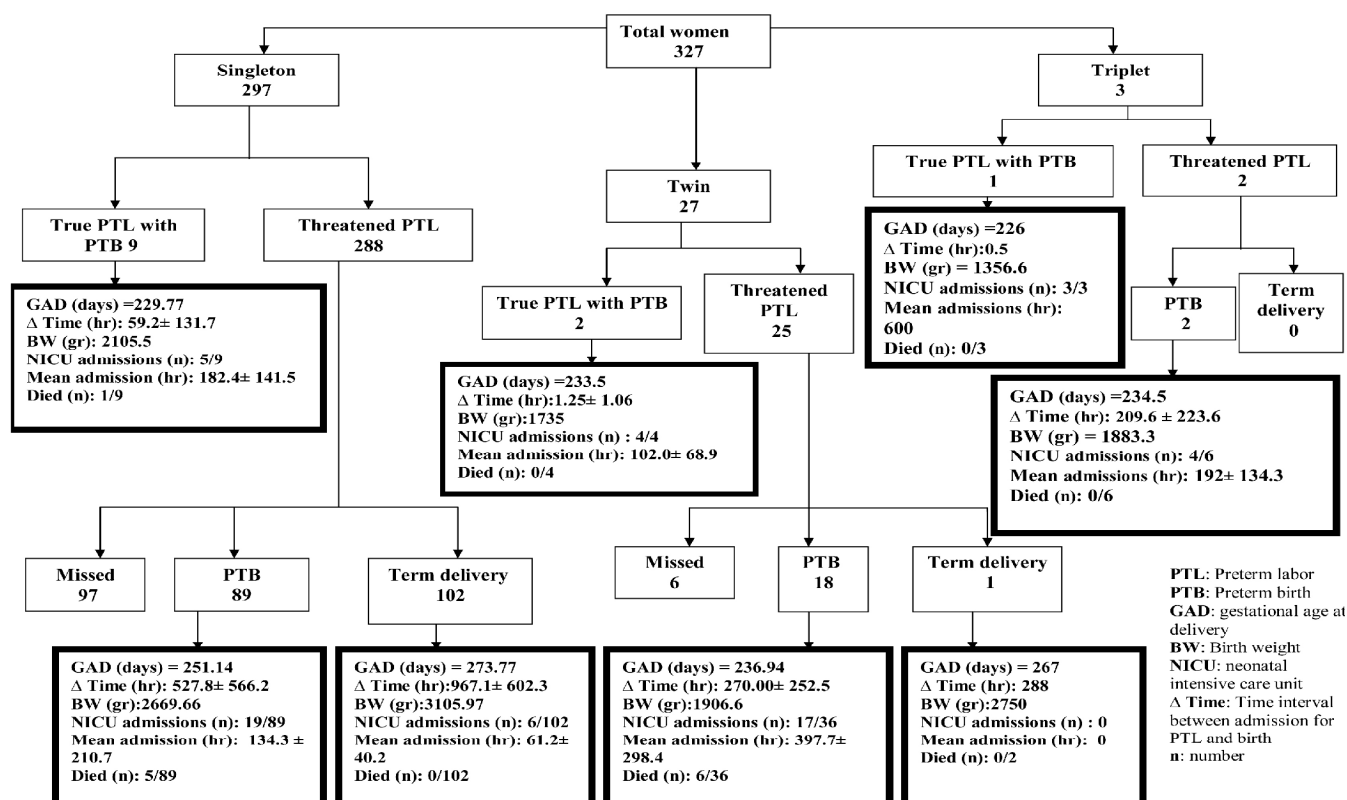 Total women
327
Singleton
297
Triplet
3
True PTL with PTB
1
Threatened PTL
2
Twin
27
True PTL with
PTB 9
Threatened PTL
288
GAD (days) =226
Δ Time (hr):0.5
BW (gr) = 1356.6
NICU admissions (n): 3/3
Mean admissions (hr):
600
Died (n): 0/3
PTB
2
Term
delivery
0
GAD (days) =229.77
Δ Time (hr): 59.2± 131.7
BW (gr): 2105.5
NICU admissions (n): 5/9
Mean admission (hr): 182.4± 141.5
Died (n): 1/9
True PTL with PTB
2
Threatened
PTL
25
GAD (days) =233.5
Δ Time (hr):1.25± 1.06
BW (gr):1735
NICU admissions (n) : 4/4
Mean admission (hr): 102.0± 68.9
Died (n): 0/4
GAD (days) =234.5
Δ Time (hr): 209.6 ± 223.6
BW (gr) = 1883.3
NICU admissions (n): 4/6
Mean admissions (hr): 192± 134.3
Died (n): 0/6
Missed
97
PTB
89
Term delivery
102
Missed
6
PTB
18
Term delivery
1
GAD (days) = 251.14
Δ Time (hr): 527.8± 566.2
BW (gr):2669.66
NICU admissions (n): 19/89
Mean admission (hr): 134.3 ±
210.7
Died (n): 5/89
GAD (days) = 273.77
Δ Time (hr):967.1± 602.3
BW (gr):3105.97
NICU admissions (n): 6/102
Mean admission (hr): 61.2±
40.2
Died (n): 0/102
GAD (days) = 236.94
Δ Time (hr): 270.00± 252.5
BW (gr):1906.6
NICU admissions (n): 17/36
Mean admission (hr): 397.7±
298.4
Died (n): 6/36
GAD (days) = 267
Δ Time (hr): 288
BW (gr):2750
NICU admissions (n) : 0
Mean admission (hr): 0
Died (n): 0/2
PTL: Preterm labor
PTB: Preterm birth
GAD: gestational age at
delivery
BW: Birth weight
NICU: neonatal
intensive care unit
Δ Time: Time interval
between admission for
PTL and birth
n: number